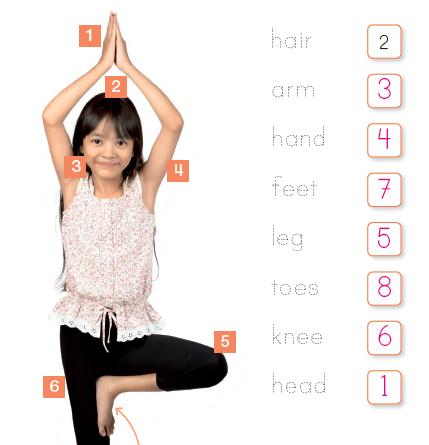 1
2
3
4
5
6
hair 2
arm 3
hand 4
feet 7
leg 5
toes 8
knee 6
head 1